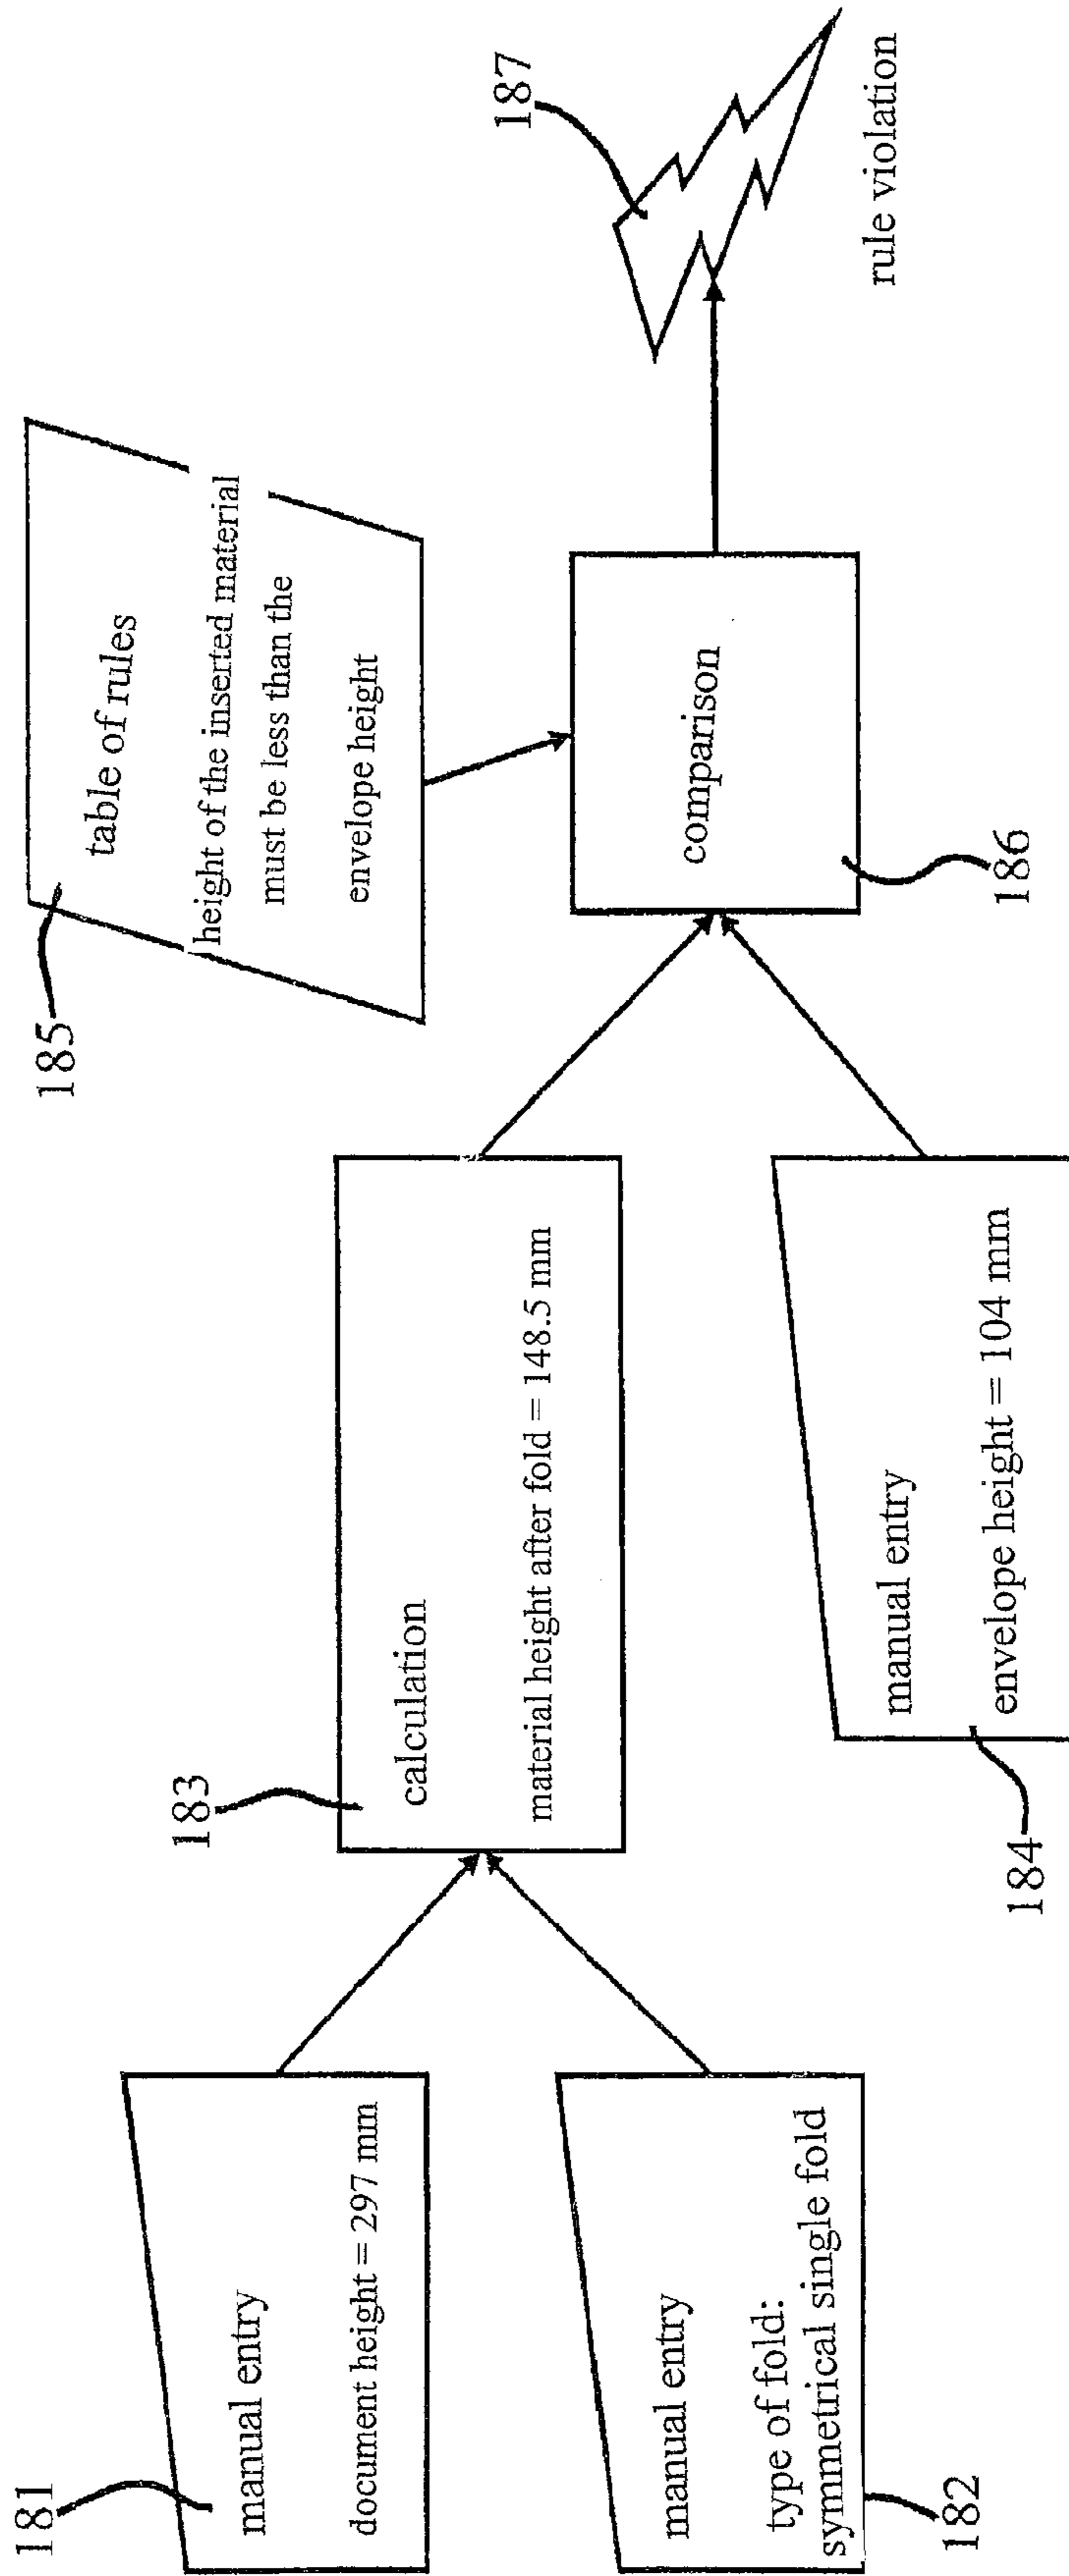 181
manual entry
document height = 297 mm
manual entry
type of fold:
symmetrical single fold
182
183
calculation
material height after fold = 148.5 mm
manual entry
envelope height = 104 mm
184
185
table of rules
height of the inserted material
must be less than the
envelope height
comparison
186
187
rule violation